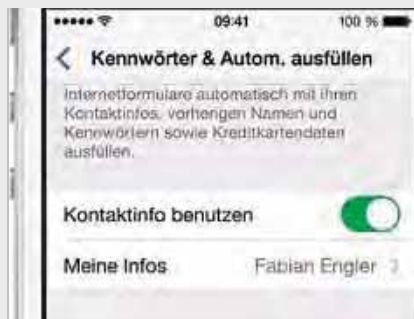 09:41 100 %
Kennwörter & Autom. ausfüllen
Internetformulare automatisch mit Ihren
Kontaktinfos, vorherigen Namen und
Kennwörtern sowie Kreditkartendaten
ausfüllen.
Kontaktinfo benutzen
Meine Infos Fabian Engler